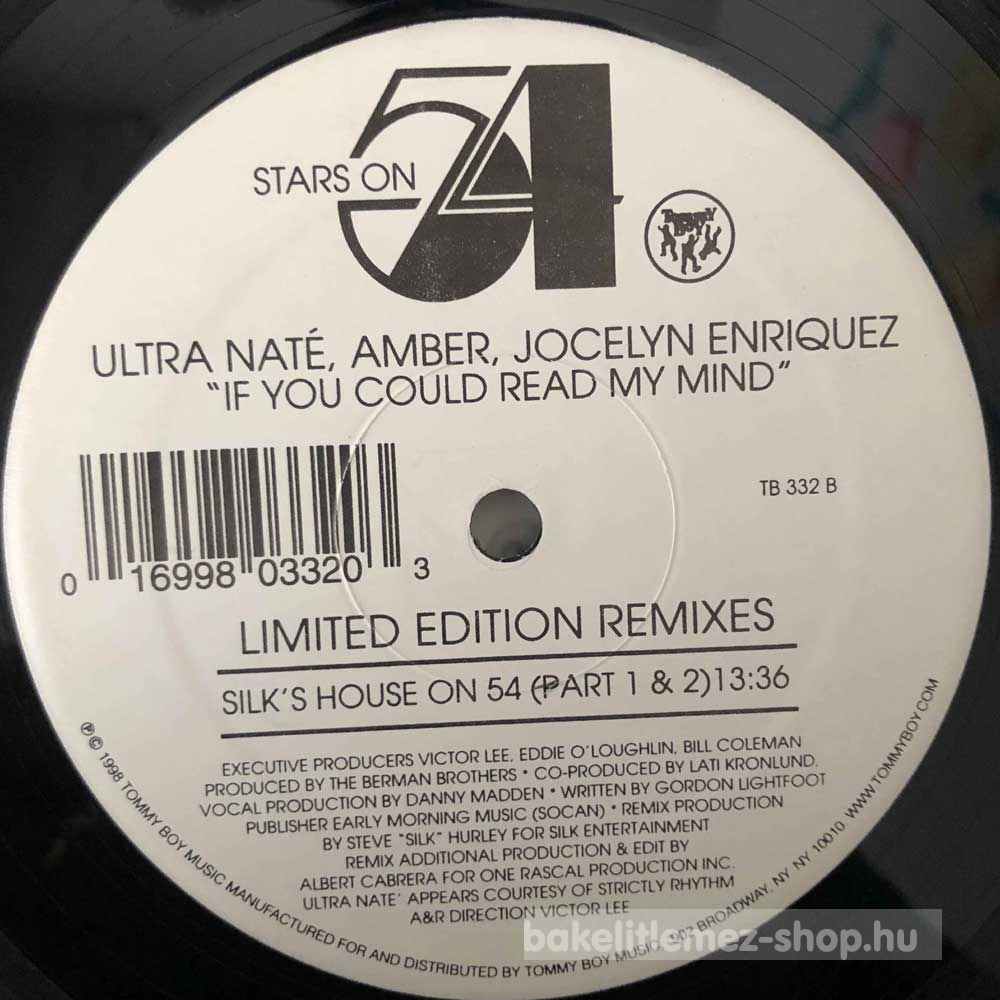 STARS ON 54
TOMMY BOY
ULTRA NATÉ, AMBER, JOCELYN ENRIQUEZ
"IF YOU COULD READ MY MIND"
TB 332 B
0 16998 03320 3
LIMITED EDITION REMIXES
SILK'S HOUSE ON 54 (PART 1 & 2)13:36
EXECUTIVE PRODUCERS VICTOR LEE, EDDIE O'LOUGHLIN, BILL COLEMAN
PRODUCED BY THE BERMAN BROTHERS • CO-PRODUCED BY LATI KRONLUND.
VOCAL PRODUCTION BY DANNY MADDEN • WRITTEN BY GORDON LIGHTFOOT
PUBLISHER EARLY MORNING MUSIC (SOCAN) • REMIX PRODUCTION
BY STEVE "SILK" HURLEY FOR SILK ENTERTAINMENT
REMIX ADDITIONAL PRODUCTION & EDIT BY
ALBERT CABRERA FOR ONE RASCAL PRODUCTION INC.
ULTRA NATE' APPEARS COURTESY OF STRICTLY RHYTHM
A&R DIRECTION VICTOR LEE
℗ © 1998 TOMMY BOY MUSIC MANUFACTURED FOR AND DISTRIBUTED BY TOMMY BOY MUSIC, 902 BROADWAY, NY, NY 10010 WWW.TOMMYBOY.COM
bakelitlemez-shop.hu